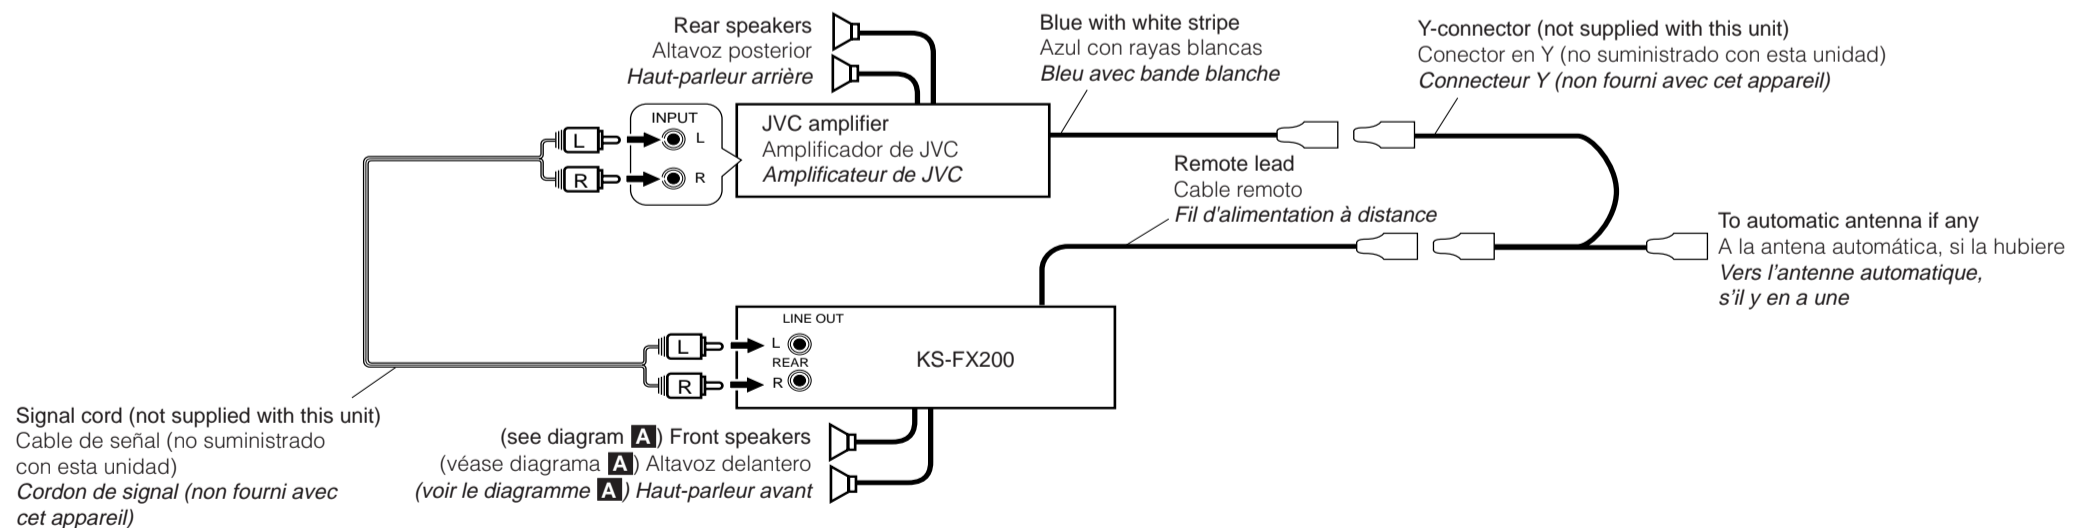 Rear speakers
Altavoz posterior
Haut-parleur arrière
Blue with white stripe
Azul con rayas blancas
Bleu avec bande blanche
Y-connector (not supplied with this unit)
Conector en Y (no suministrado con esta unidad)
Connecteur Y (non fourni avec cet appareil)
INPUT
L
L
R
R
JVC amplifier
Amplificador de JVC
Amplificateur de JVC
Remote lead
Cable remoto
Fil d'alimentation à distance
To automatic antenna if any
A la antena automática, si la hubiere
Vers l'antenne automatique,
s'il y en a une
LINE OUT
L
L
REAR
R
R
KS-FX200
Signal cord (not supplied with this unit)
Cable de señal (no suministrado
con esta unidad)
Cordon de signal (non fourni avec
cet appareil)
(see diagram A) Front speakers
(véase diagrama A) Altavoz delantero
(voir le diagramme A) Haut-parleur avant